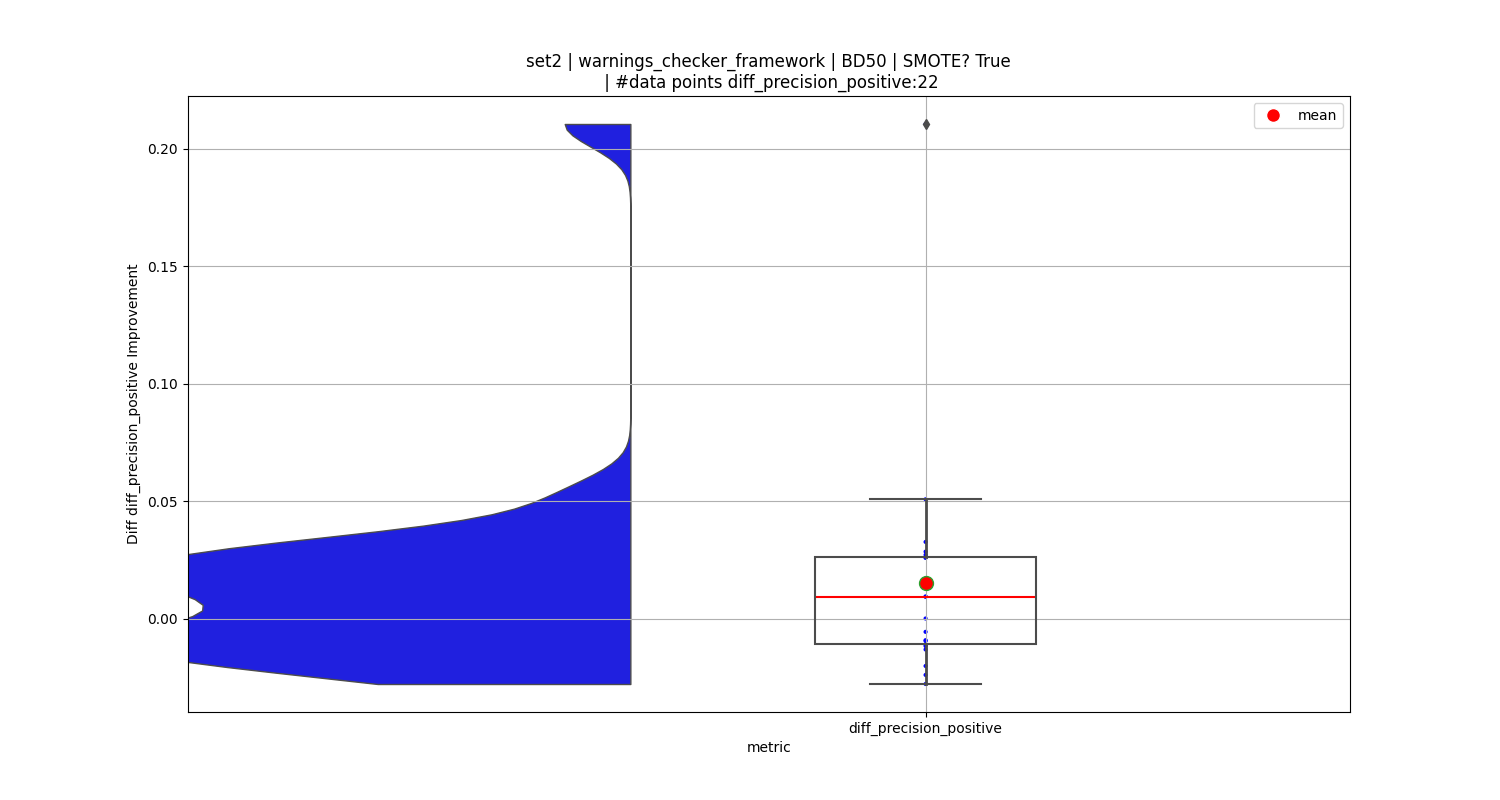 set2 | warnings_checker_framework | BD50 | SMOTE? True
| #data points diff_precision_positive:22
mean
0.20
0.15
0.10
0.05
0.00
Diff diff_precision_positive Improvement
diff_precision_positive
metric